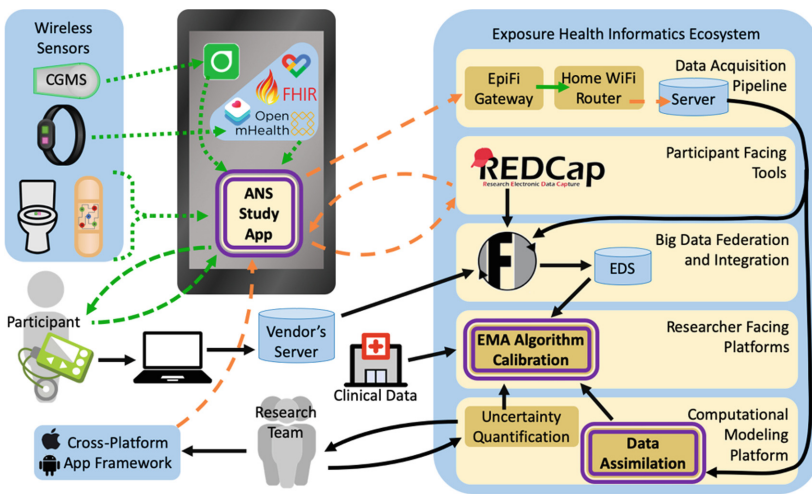 Wireless
Sensors
CGMS
FHIR
Open
mHealth
ANS
Study
App
Participant
Vendor's
Server
Clinical Data
Research
Team
Cross-Platform
App Framework
Exposure Health Informatics Ecosystem
Data Acquisition
Pipeline
EpiFi
Gateway
Home WiFi
Router
Server
REDCap
Research Electronic Data Capture
Participant Facing
Tools
F
Big Data Federation
and Integration
EDS
Researcher Facing
Platforms
EMA Algorithm
Calibration
Uncertainty
Quantification
Computational
Modeling
Platform
Data
Assimilation